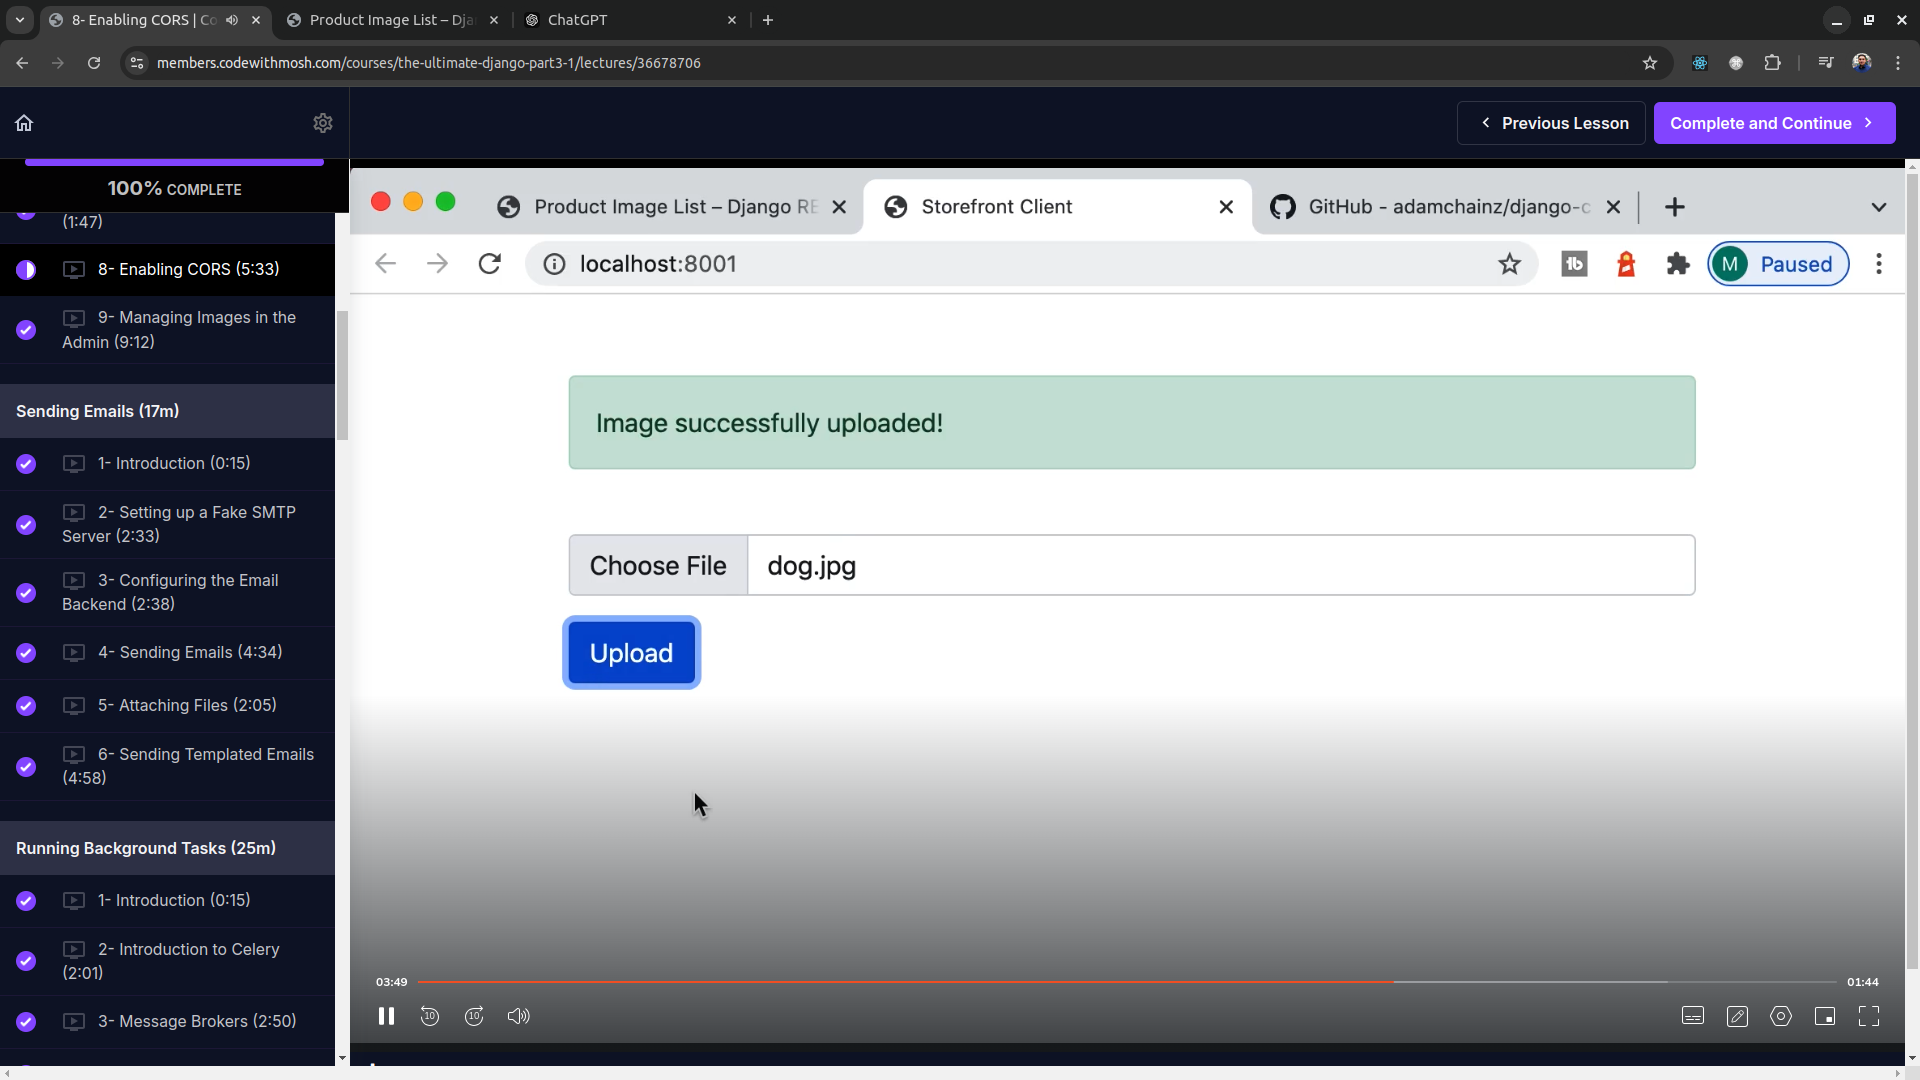 8- Enabling CORS | Co
Product Image List – Dja
ChatGPT
members.codewithmosh.com/courses/the-ultimate-django-part3-1/lectures/36678706
Previous Lesson
Complete and Continue
100% COMPLETE
(1:47)
8- Enabling CORS (5:33)
9- Managing Images in the
Admin (9:12)
Sending Emails (17m)
1- Introduction (0:15)
2- Setting up a Fake SMTP
Server (2:33)
3- Configuring the Email
Backend (2:38)
4- Sending Emails (4:34)
5- Attaching Files (2:05)
6- Sending Templated Emails
(4:58)
Running Background Tasks (25m)
1- Introduction (0:15)
2- Introduction to Celery
(2:01)
3- Message Brokers (2:50)
Product Image List – Django RE
Storefront Client
GitHub - adamchainz/django-c
localhost:8001
tb
M Paused
Image successfully uploaded!
Choose File dog.jpg
Upload
03:49
01:44
10
10